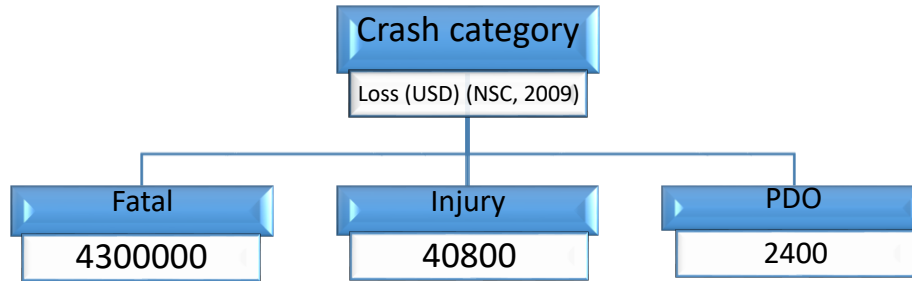 Crash category
Loss (USD) (NSC, 2009)
Fatal
4300000
Injury
40800
PDO
2400